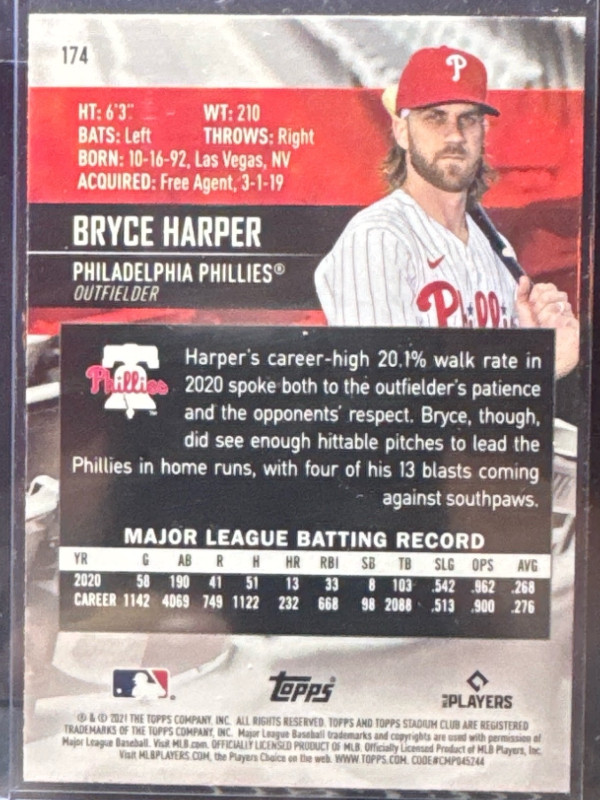 174
HT: 6'3" WT: 210
BATS: Left THROWS: Right
BORN: 10-16-92, Las Vegas, NV
ACQUIRED: Free Agent, 3-1-19
P
BRYCE HARPER
PHILADELPHIA PHILLIES®
OUTFIELDER
Philli
Phillies
Harper's career-high 20.1% walk rate in
2020 spoke both to the outfielder's patience
and the opponents' respect. Bryce, though,
did see enough hittable pitches to lead the
Phillies in home runs, with four of his 13 blasts coming
against southpaws.
MAJOR LEAGUE BATTING RECORD
YR G AB R H HR RBI SB TB SLG OPS AVG
2020 58 190 41 51 13 33 8 103 .542 .962 .268
CAREER 1142 4069 749 1122 232 668 98 2088 .513 .900 .276
topps
MLB PLAYERS
® & © 2021 THE TOPPS COMPANY, INC. ALL RIGHTS RESERVED. TOPPS AND TOPPS STADIUM CLUB ARE REGISTERED
TRADEMARKS OF THE TOPPS COMPANY, INC. Major League Baseball trademarks and copyrights are used with permission of
Major League Baseball. Visit MLB.com. OFFICIALLY LICENSED PRODUCT OF MLB. Officially Licensed Product of MLB Players, Inc.
Visit MLBPLAYERS.COM, the Players Choice on the web. WWW.TOPPS.COM. CODE#CMP045244